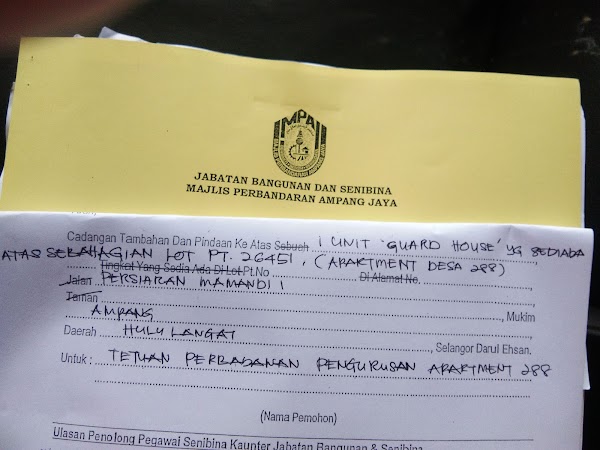 MPAJ
JABATAN BANGUNAN DAN SENIBINA
MAJLIS PERBANDARAN AMPANG JAYA
Cadangan Tambahan Dan Pindaan Ke Atas Sebuah 1 UNIT 'GUARD HOUSE' YG SEDIADA
ATAS SEBAHAGIAN LOT PT. 26451, (APARTMENT DESA 288)
Tingkat Yang Sedia Ada Di Lot Pt.No Di Alamat No.
Jalan PERSIARAN MAMANDI 1
Taman , Mukim
AMPANG
Daerah HULU LANGAT , Selangor Darul Ehsan.
Untuk : TETUAN PERBADANAN PENGURUSAN APARTMENT 288
(Nama Pemohon)
Ulasan Penolong Pegawai Senibina Kaunter Jabatan Bangunan & Senibina